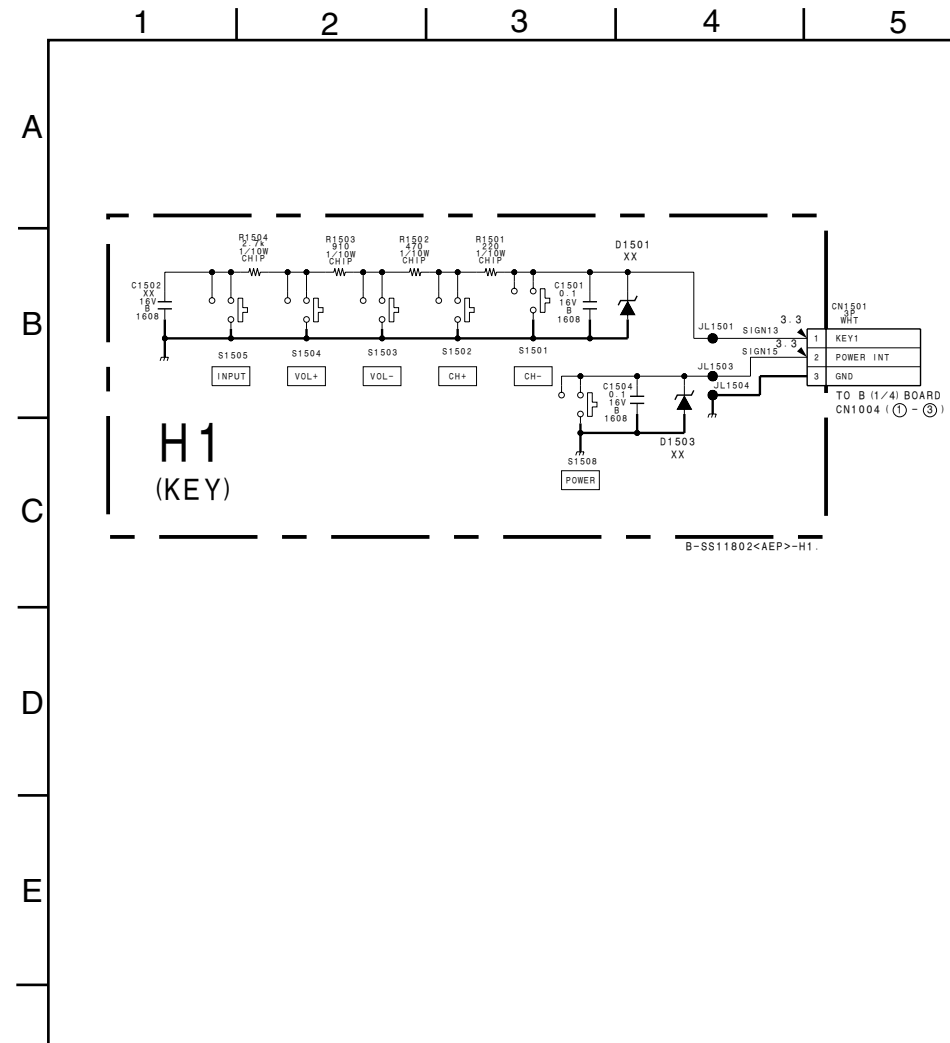 1 2 3 4 5
A
B
C
D
E
R1504
2.7k
1/10W
CHIP
R1503
910
1/10W
CHIP
R1502
470
1/10W
CHIP
R1501
220
1/10W
CHIP
D1501
XX
C1502
XX
16V
B
1608
C1501
0.1
16V
B
1608
S1505
INPUT
S1504
VOL+
S1503
VOL-
S1502
CH+
S1501
CH-
JL1501
SIGN13
3.3
JL1503
SIGN15
3.3
JL1504
CN1501
3P
WHT
1 KEY1
2 POWER INT
3 GND
TO B (1/4) BOARD
CN1004 (① - ③)
C1504
0.1
16V
B
1608
D1503
XX
S1508
POWER
H1
(KEY)
B-SS11802<AEP>-H1.